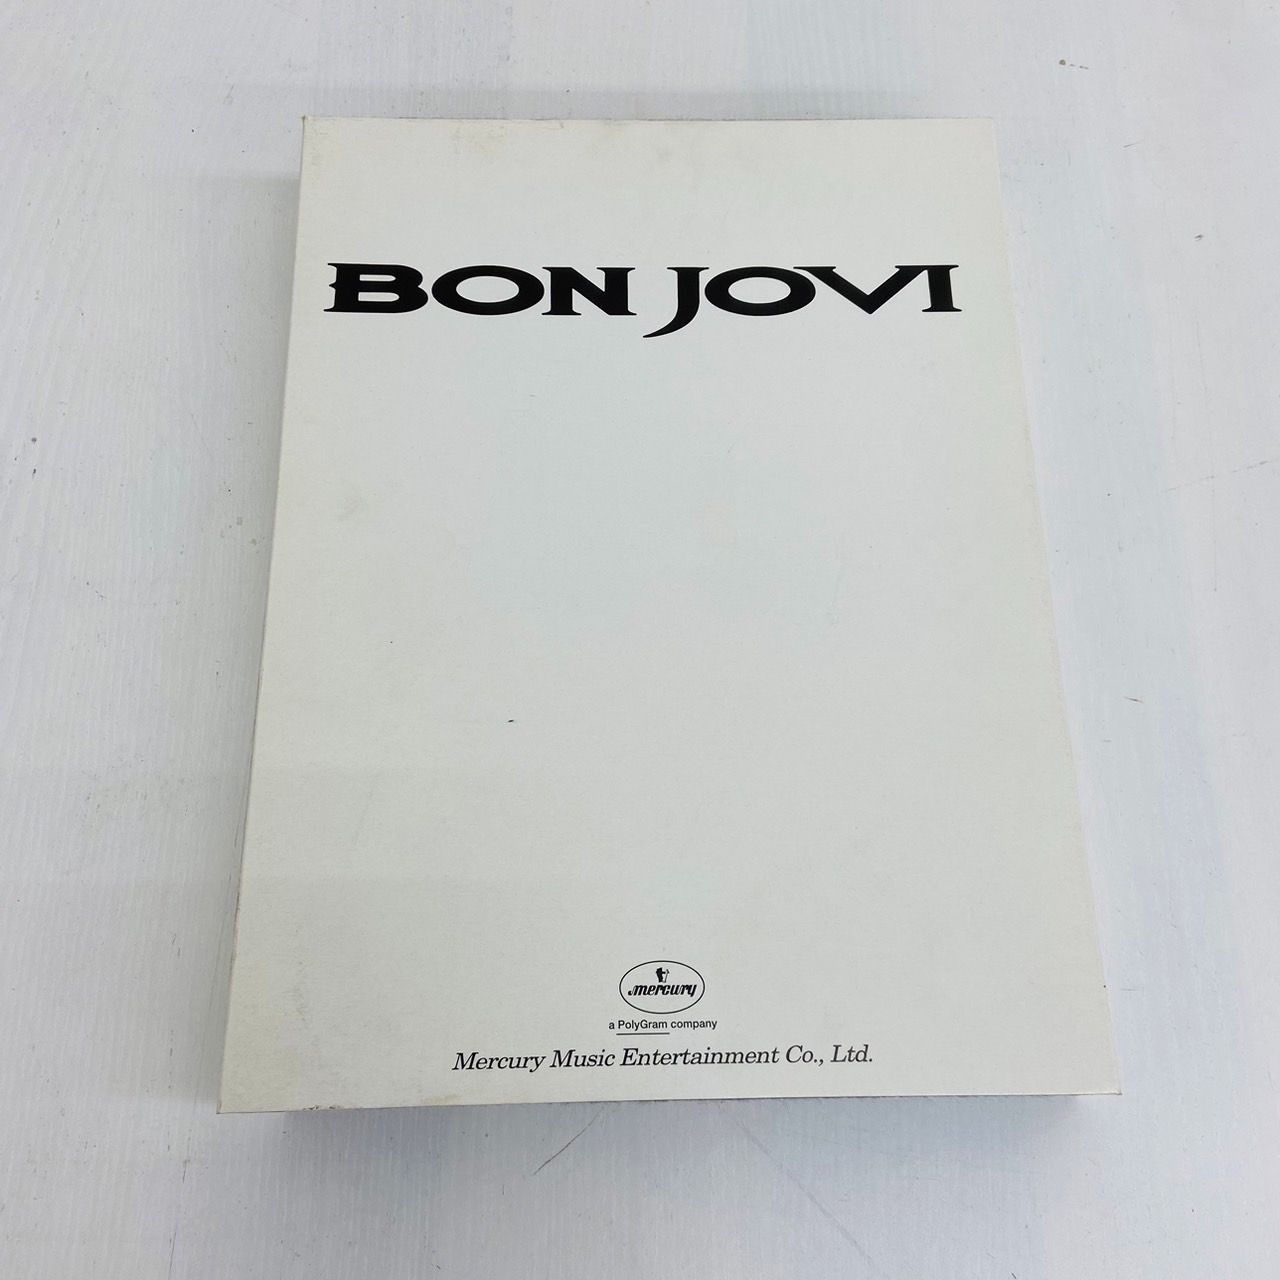 BON JOVI
mercury
a PolyGram company
Mercury Music Entertainment Co., Ltd.